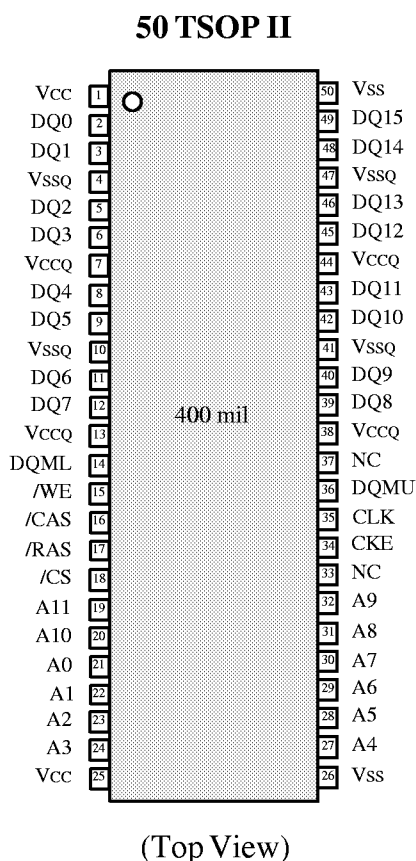 50 TSOP II
Vcc 1 50 Vss
DQ0 2 49 DQ15
DQ1 3 48 DQ14
VssQ 4 47 VssQ
DQ2 5 46 DQ13
DQ3 6 45 DQ12
VccQ 7 44 VccQ
DQ4 8 43 DQ11
DQ5 9 42 DQ10
VssQ 10 41 VssQ
DQ6 11 40 DQ9
DQ7 12 39 DQ8
VccQ 13 400 mil 38 VccQ
DQML 14 37 NC
/WE 15 36 DQMU
/CAS 16 35 CLK
/RAS 17 34 CKE
/CS 18 33 NC
A11 19 32 A9
A10 20 31 A8
A0 21 30 A7
A1 22 29 A6
A2 23 28 A5
A3 24 27 A4
Vcc 25 26 Vss
(Top View)